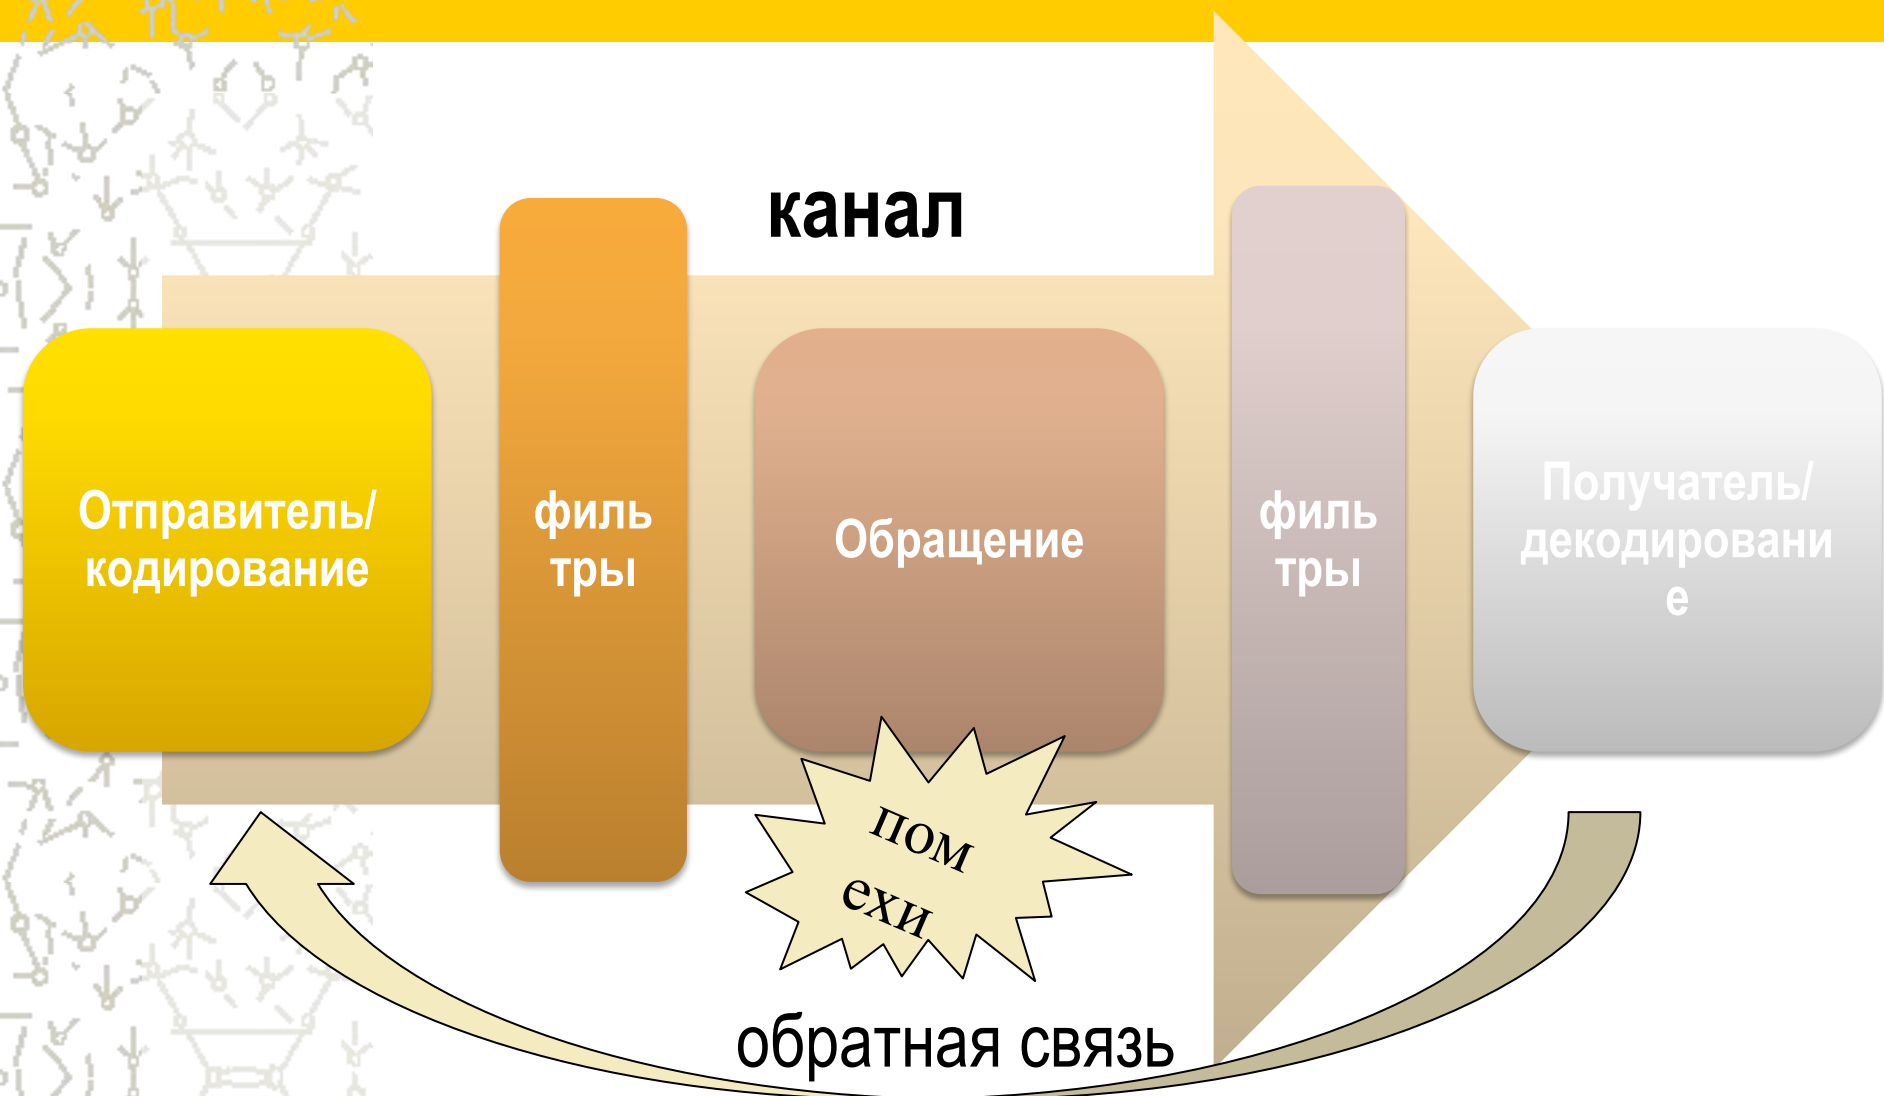 канал
Отправитель/
кодирование
филь
тры
Обращение
филь
тры
Получатель/
декодировани
е
пом
ехи
обратная связь